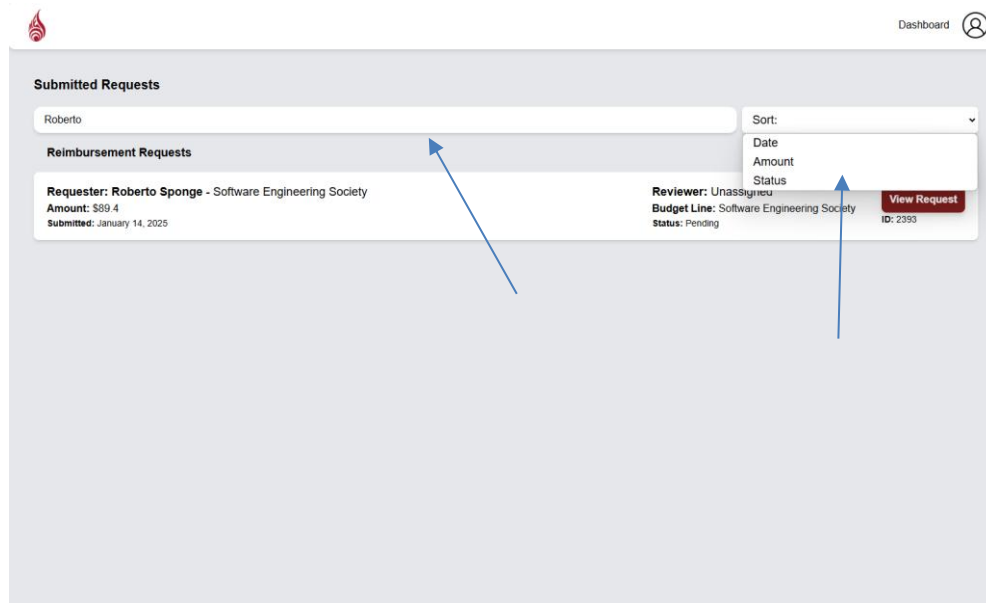 Dashboard
Submitted Requests
Roberto
Sort:
Date
Amount
Status
Reimbursement Requests
Requester: Roberto Sponge - Software Engineering Society
Amount: $89.4
Submitted: January 14, 2025
Reviewer: Unassigned
Budget Line: Software Engineering Society
Status: Pending
View Request
ID: 2393